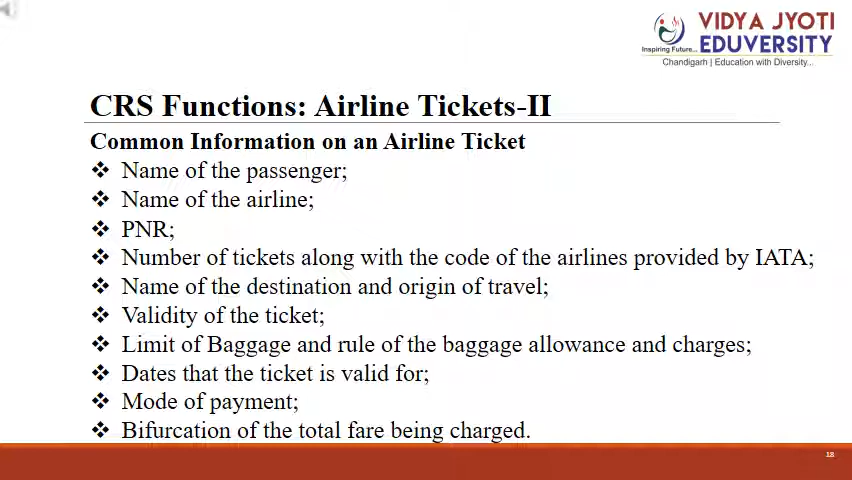 VIDYA JYOTI
EDUVERSITY
Inspiring Future...
Chandigarh | Education with Diversity...
CRS Functions: Airline Tickets-II
Common Information on an Airline Ticket
❖ Name of the passenger;
❖ Name of the airline;
❖ PNR;
❖ Number of tickets along with the code of the airlines provided by IATA;
❖ Name of the destination and origin of travel;
❖ Validity of the ticket;
❖ Limit of Baggage and rule of the baggage allowance and charges;
❖ Dates that the ticket is valid for;
❖ Mode of payment;
❖ Bifurcation of the total fare being charged.
18